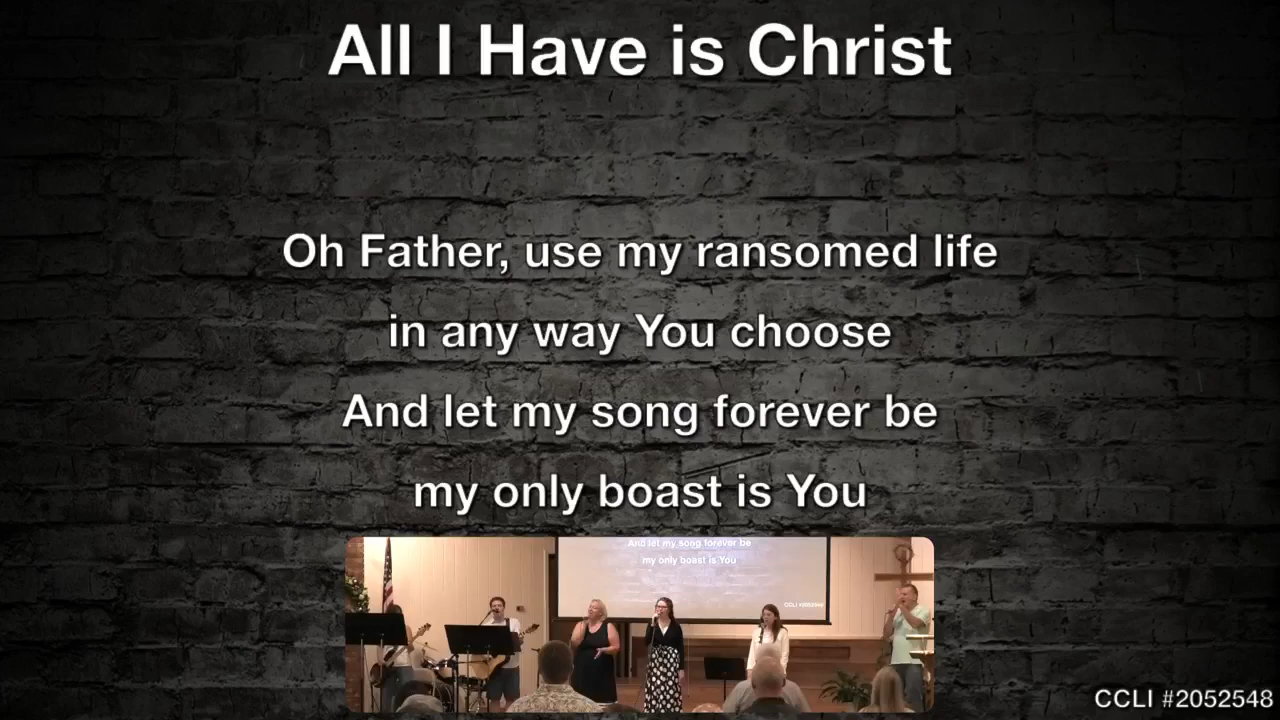 All I Have is Christ
Oh Father, use my ransomed life
in any way You choose
And let my song forever be
my only boast is You
And let my song forever be
my only boast is You
CCLI #2052548
CCLI #2052548